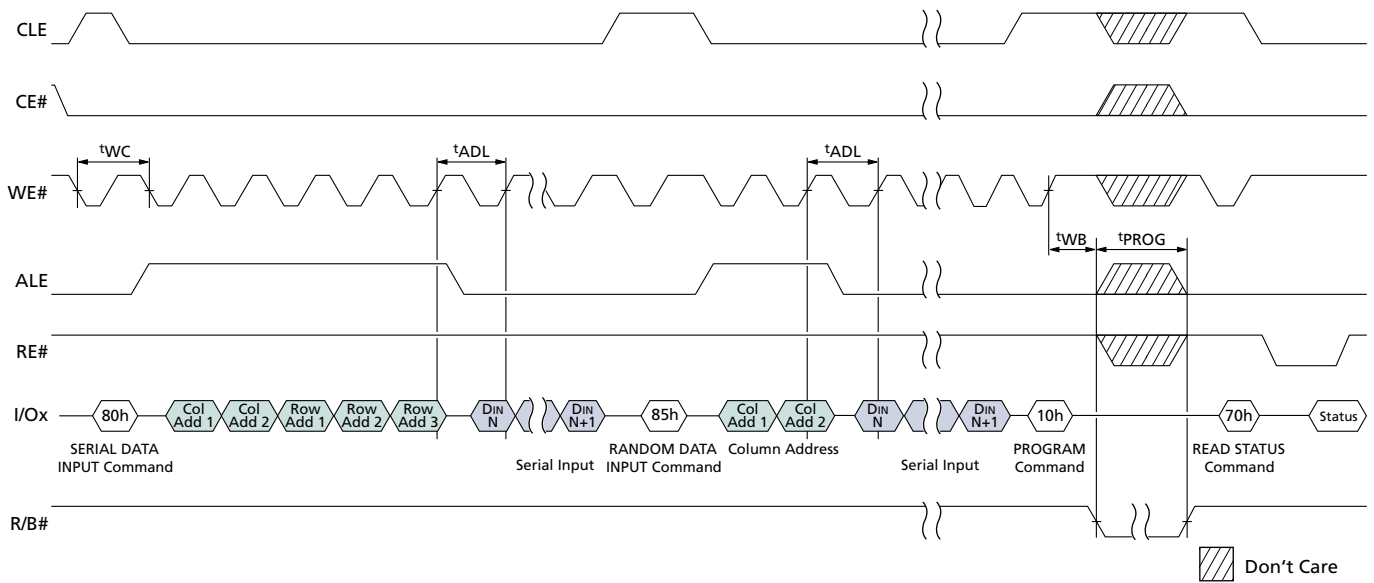 CLE
CE#
tWC
tADL
tADL
WE#
tWB
tPROG
ALE
RE#
I/Ox
80h
Col
Add 1
Col
Add 2
Row
Add 1
Row
Add 2
Row
Add 3
DIN
N
DIN
N+1
85h
Col
Add 1
Col
Add 2
DIN
N
DIN
N+1
10h
70h
Status
SERIAL DATA
INPUT Command
Serial Input
RANDOM DATA
INPUT Command
Column Address
Serial Input
PROGRAM
Command
READ STATUS
Command
R/B#
Don't Care